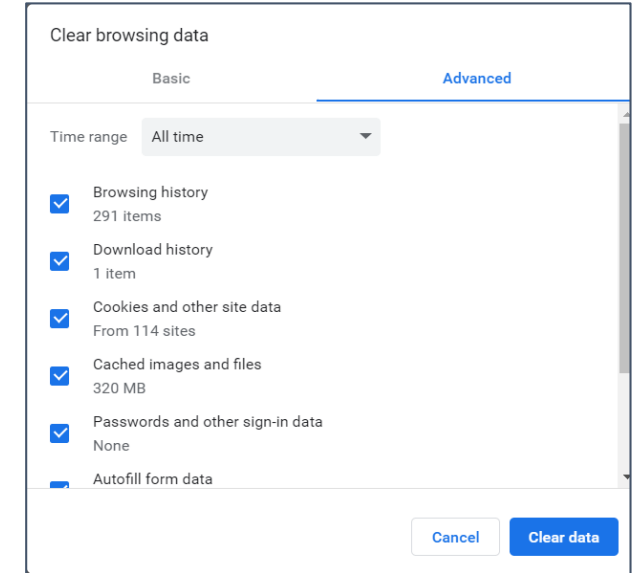 Clear browsing data
Basic Advanced
Time range All time
Browsing history
291 items
Download history
1 item
Cookies and other site data
From 114 sites
Cached images and files
320 MB
Passwords and other sign-in data
None
Autofill form data
Cancel Clear data